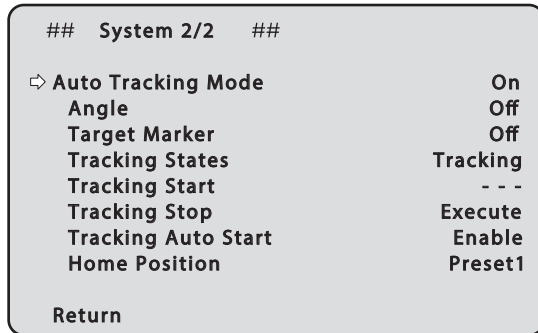 ## System 2/2 ##
⇨ Auto Tracking Mode On
Angle Off
Target Marker Off
Tracking States Tracking
Tracking Start - - -
Tracking Stop Execute
Tracking Auto Start Enable
Home Position Preset1
Return